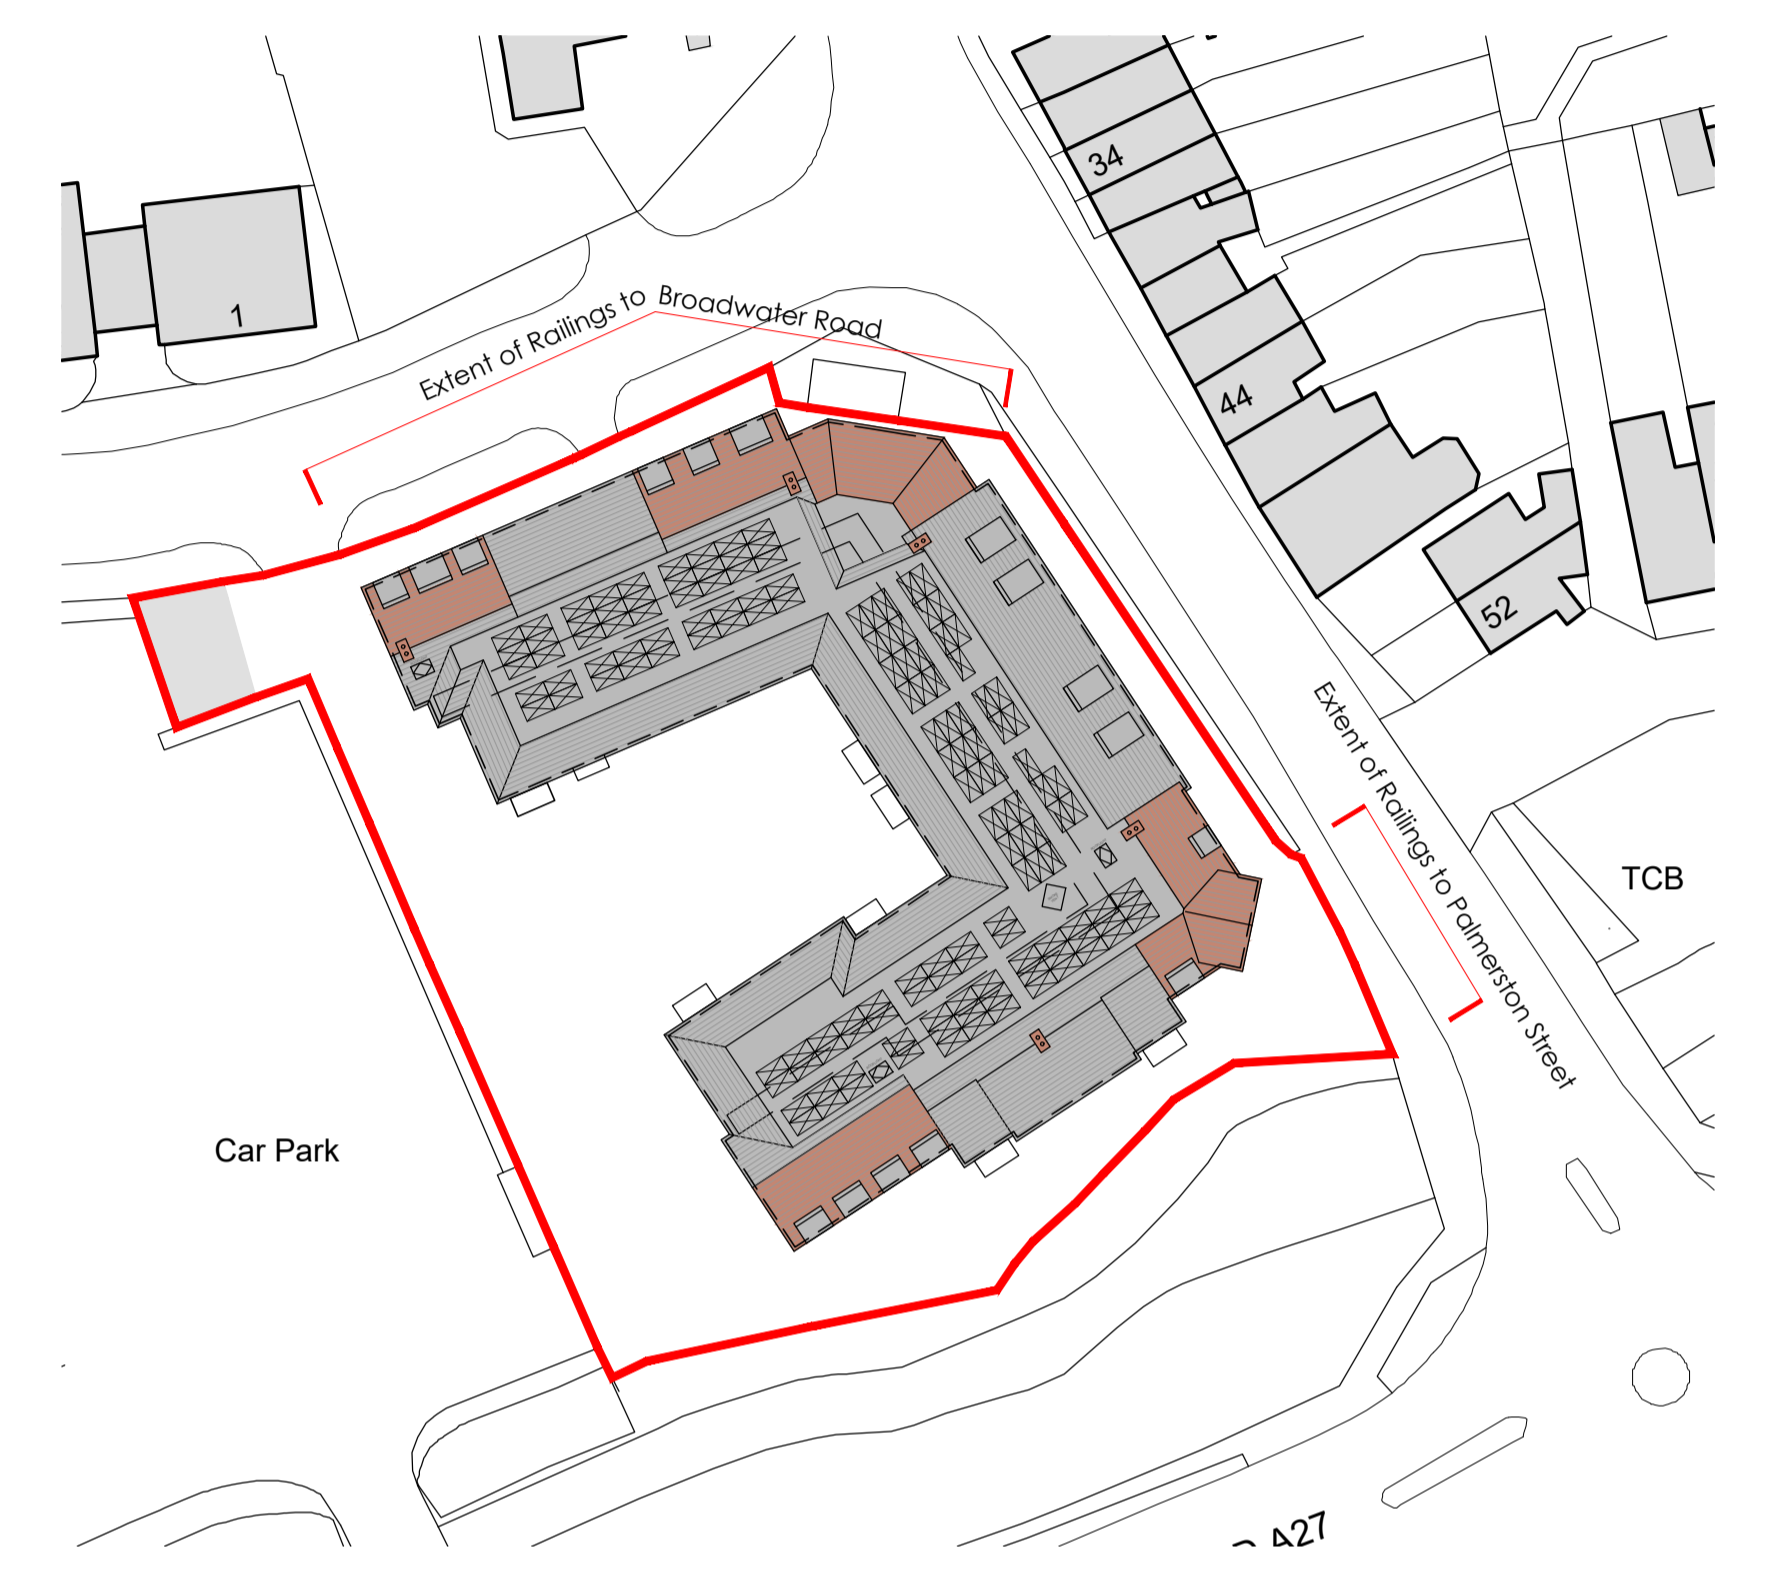 34
1
Extent of Railings to Broadwater Road
44
52
Extent of Railings to Palmerston Street
TCB
Car Park
A27